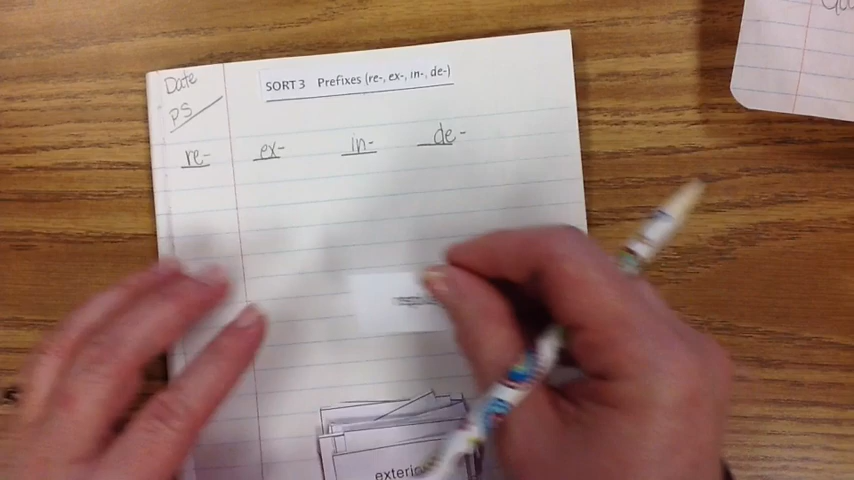 Date
PS
SORT 3 Prefixes (re-, ex-, in-, de-)
re- ex- in- de-